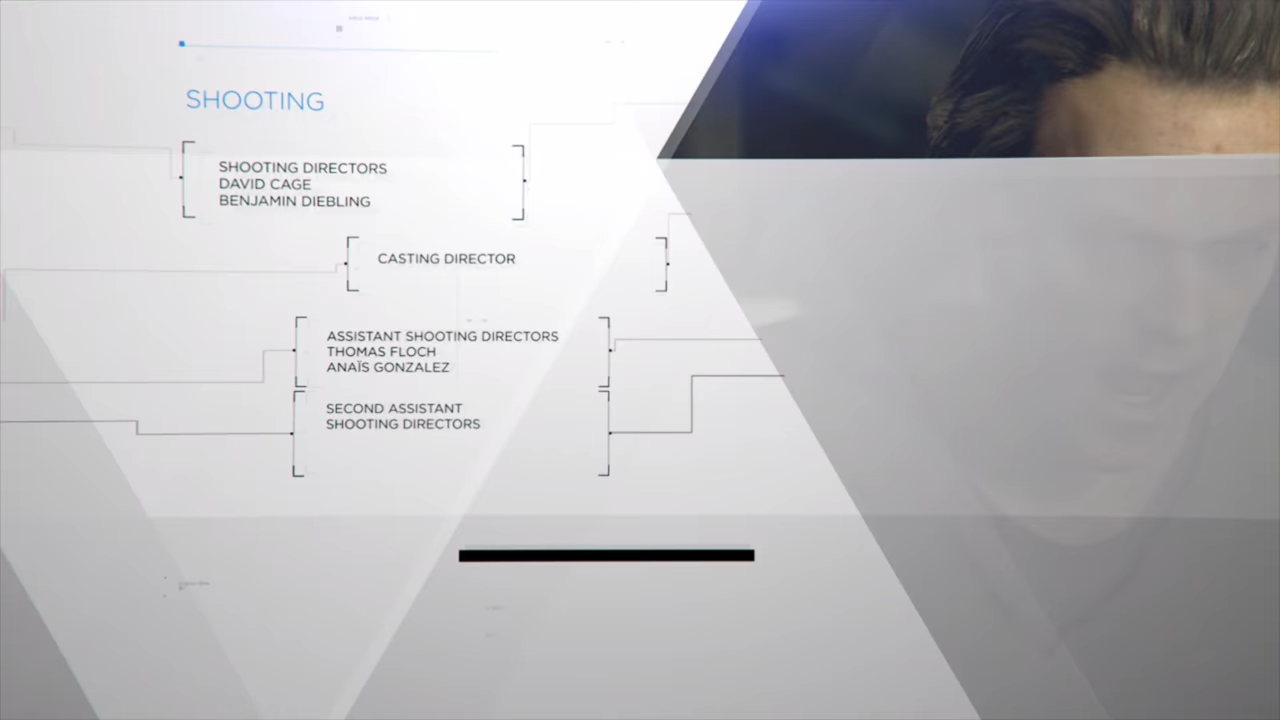 SHOOTING
SHOOTING DIRECTORS
DAVID CAGE
BENJAMIN DIEBLING
CASTING DIRECTOR
ASSISTANT SHOOTING DIRECTORS
THOMAS FLOCH
ANAÏS GONZALEZ
SECOND ASSISTANT
SHOOTING DIRECTORS